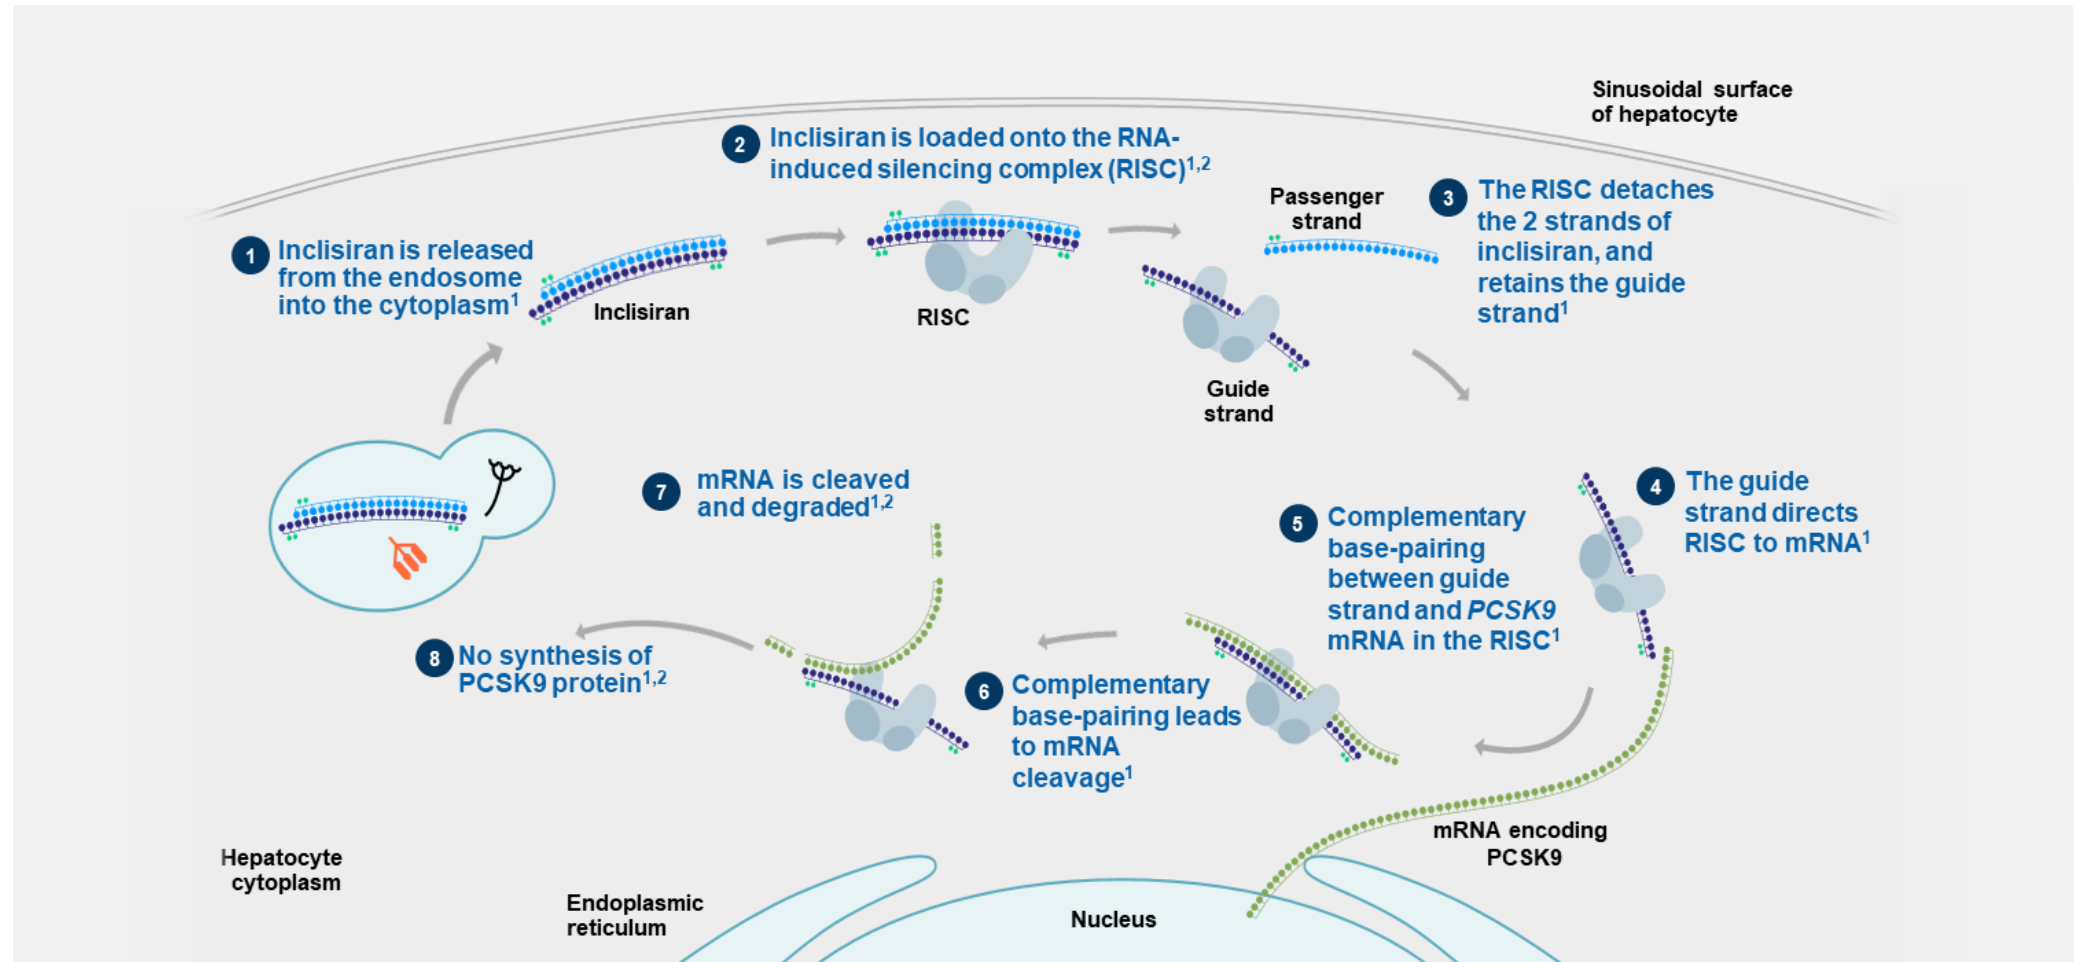 Sinusoidal surface
of hepatocyte
1
Inclisiran is released
from the endosome
into the cytoplasm1
Inclisiran
2
Inclisiran is loaded onto the RNA-
induced silencing complex (RISC)1,2
RISC
Passenger
strand
Guide
strand
3
The RISC detaches
the 2 strands of
inclisiran, and
retains the guide
strand1
4
The guide
strand directs
RISC to mRNA1
5
Complementary
base-pairing
between guide
strand and PCSK9
mRNA in the RISC1
6
Complementary
base-pairing leads
to mRNA
cleavage1
7
mRNA is cleaved
and degraded1,2
8
No synthesis of
PCSK9 protein1,2
mRNA encoding
PCSK9
Hepatocyte
cytoplasm
Endoplasmic
reticulum
Nucleus